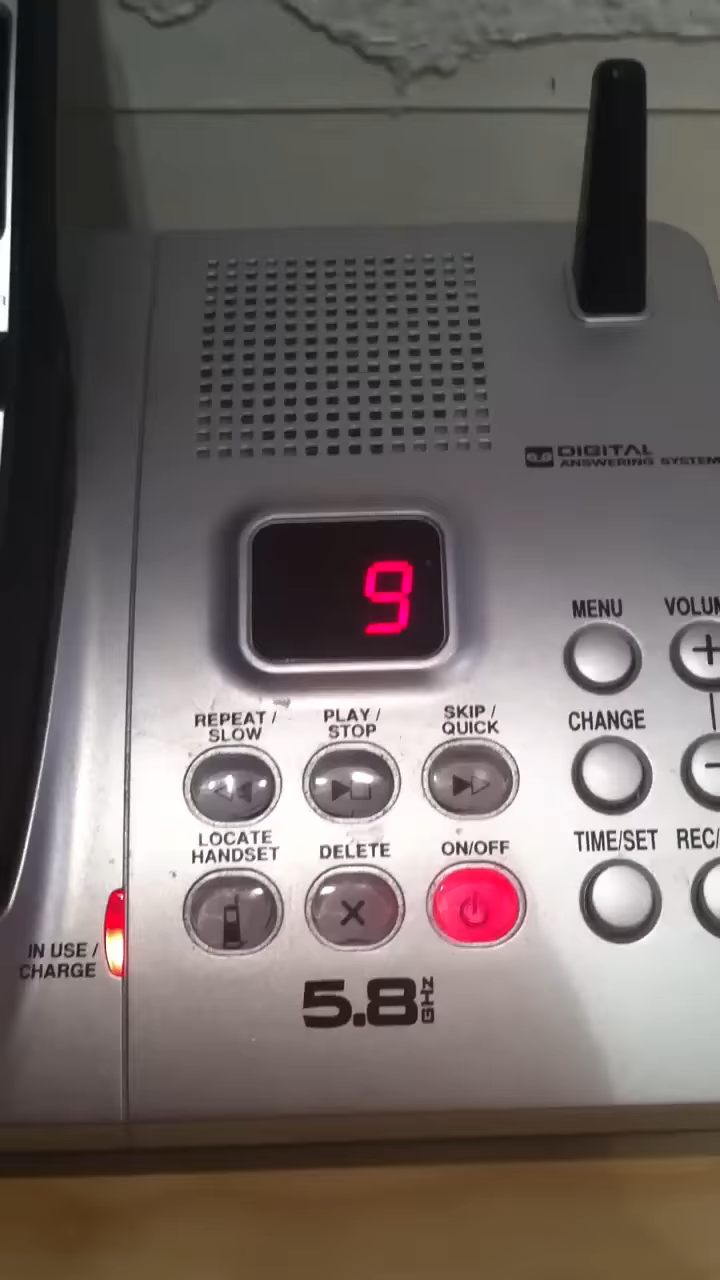 DIGITAL
ANSWERING SYSTEM
9
MENU
REPEAT /
SLOW
PLAY /
STOP
SKIP /
QUICK
CHANGE
LOCATE
HANDSET
DELETE
ON/OFF
TIME/SET
IN USE /
CHARGE
5.8
GHz